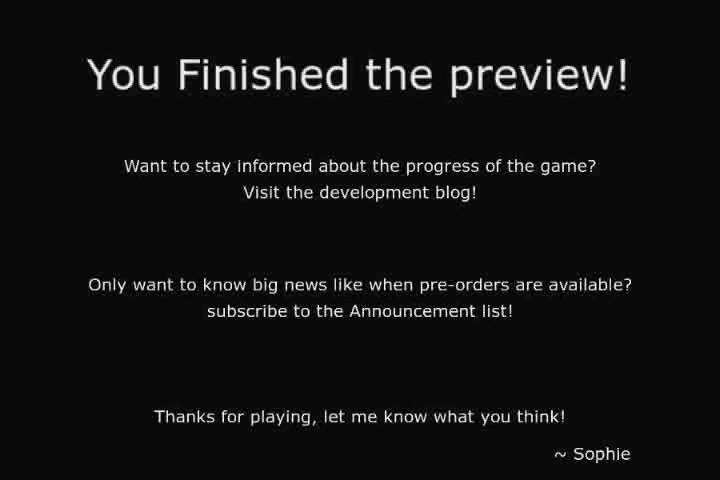 You Finished the preview!
Want to stay informed about the progress of the game?
Visit the development blog!
Only want to know big news like when pre-orders are available?
subscribe to the Announcement list!
Thanks for playing, let me know what you think!
~ Sophie